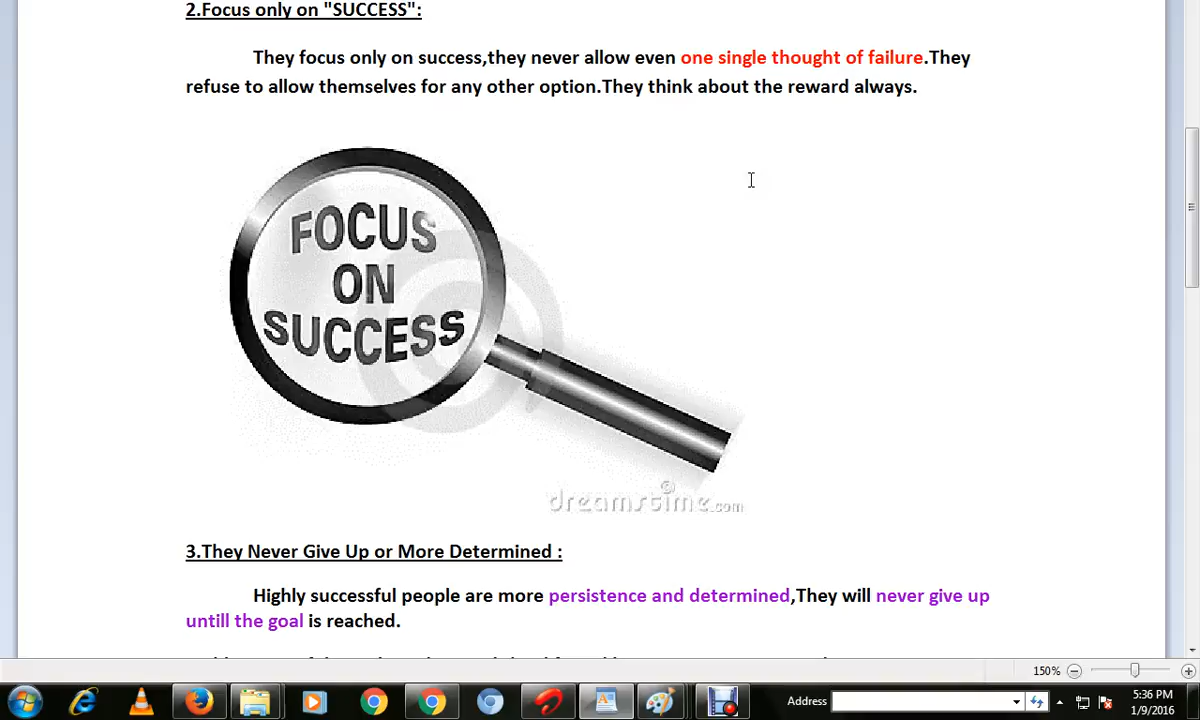 2.Focus only on "SUCCESS":
They focus only on success,they never allow even one single thought of failure.They
refuse to allow themselves for any other option.They think about the reward always.
FOCUS
ON
SUCCESS
dreamstime.com
3.They Never Give Up or More Determined :
Highly successful people are more persistence and determined,They will never give up
untill the goal is reached.
150%
Address
5:36 PM
1/9/2016